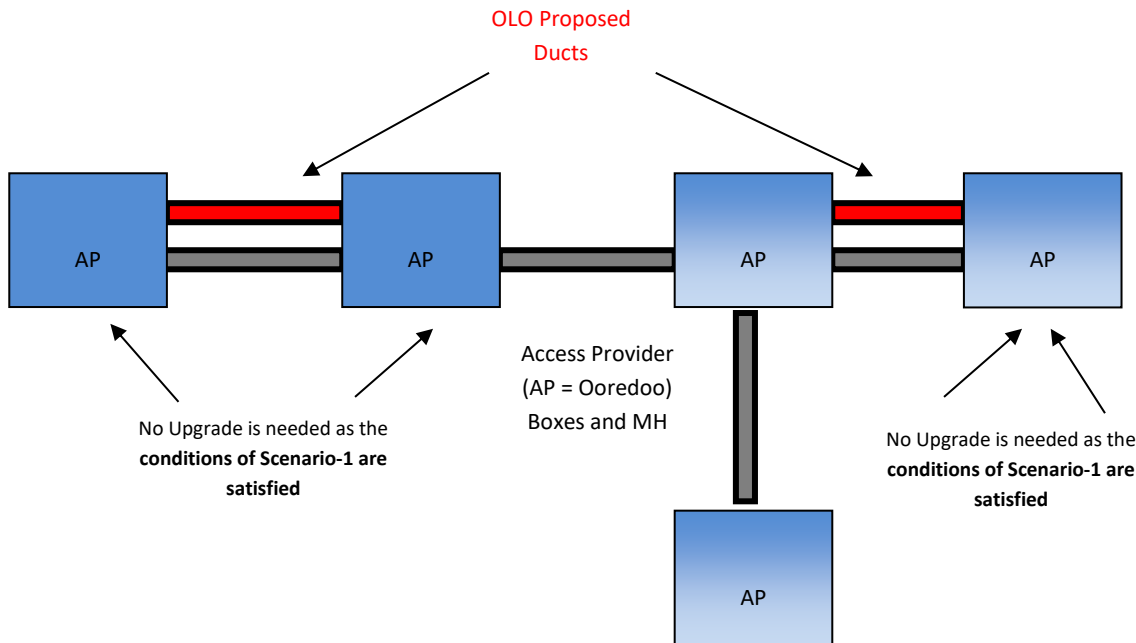 OLO Proposed
Ducts
AP
AP
AP
AP
Access Provider
(AP = Ooredoo)
Boxes and MH
No Upgrade is needed as the
conditions of Scenario-1 are
satisfied
No Upgrade is needed as the
conditions of Scenario-1 are
satisfied
AP